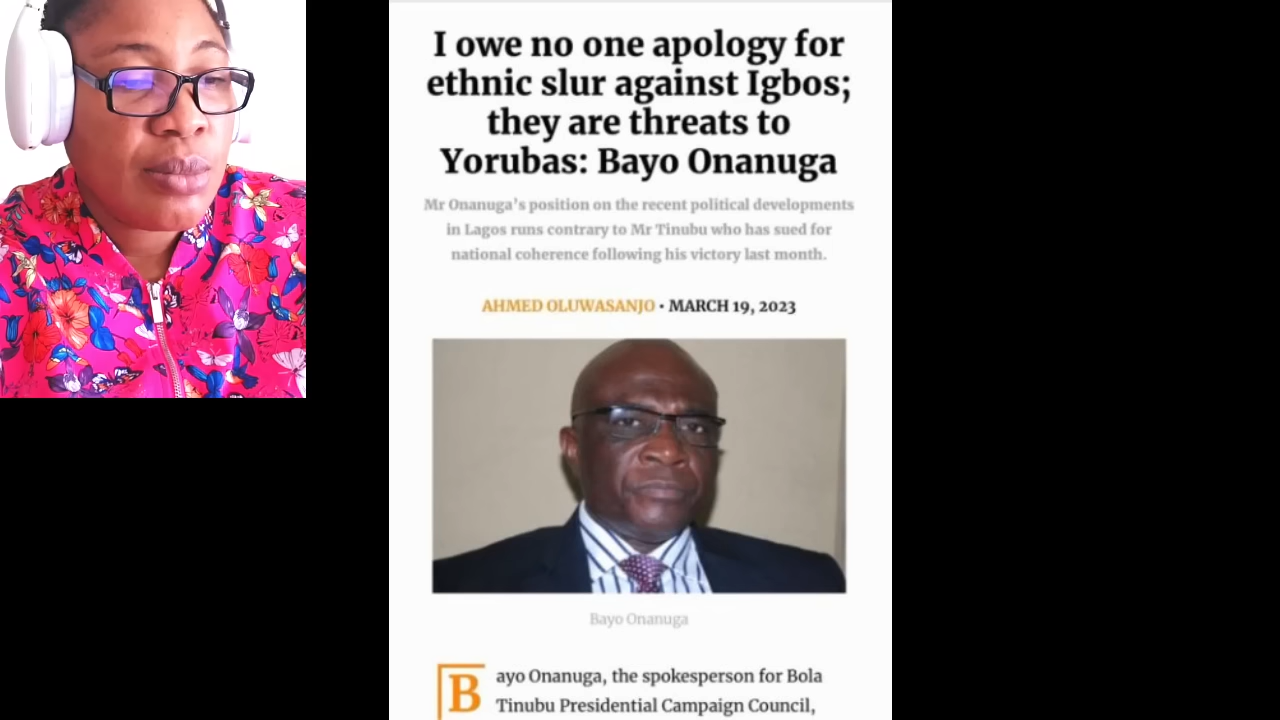 I owe no one apology for
ethnic slur against Igbos;
they are threats to
Yorubas: Bayo Onanuga
Mr Onanuga's position on the recent political developments
in Lagos runs contrary to Mr Tinubu who has sued for
national coherence following his victory last month.
AHMED OLUWASANJO • MARCH 19, 2023
Bayo Onanuga
Bayo Onanuga, the spokesperson for Bola
Tinubu Presidential Campaign Council,